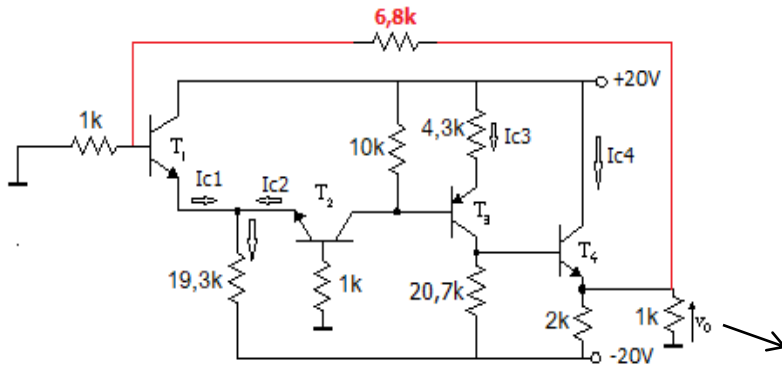 6,8k
+20V
1k
4,3k
10k
Ic3
Ic4
T1
Ic1
Ic2
T2
T3
T4
19,3k
1k
20,7k
2k
1k
v0
-20V